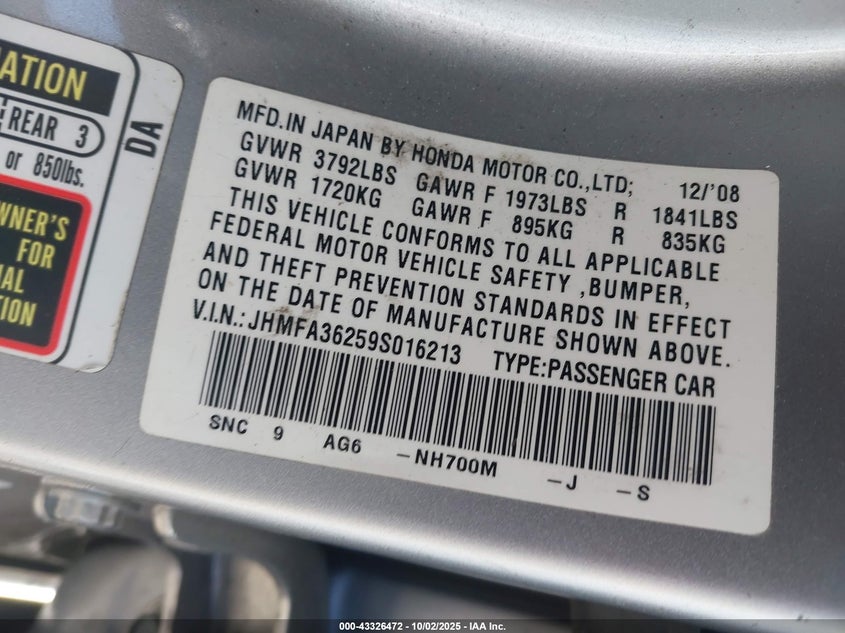 ATION
REAR 3
or 850lbs.
OWNER'S
FOR
TION
DA
MFD.IN JAPAN BY HONDA MOTOR CO.,LTD; 12/'08
GVWR 3792LBS GAWR F 1973LBS R 1841LBS
GVWR 1720KG GAWR F 895KG R 835KG
THIS VEHICLE CONFORMS TO ALL APPLICABLE
FEDERAL MOTOR VEHICLE SAFETY ,BUMPER,
AND THEFT PREVENTION STANDARDS IN EFFECT
ON THE DATE OF MANUFACTURE SHOWN ABOVE.
V.I.N.: JHMFA36259S016213 TYPE:PASSENGER CAR
SNC 9 AG6 -NH700M -J -S
000-43326472 - 10/02/2025 - IAA Inc.